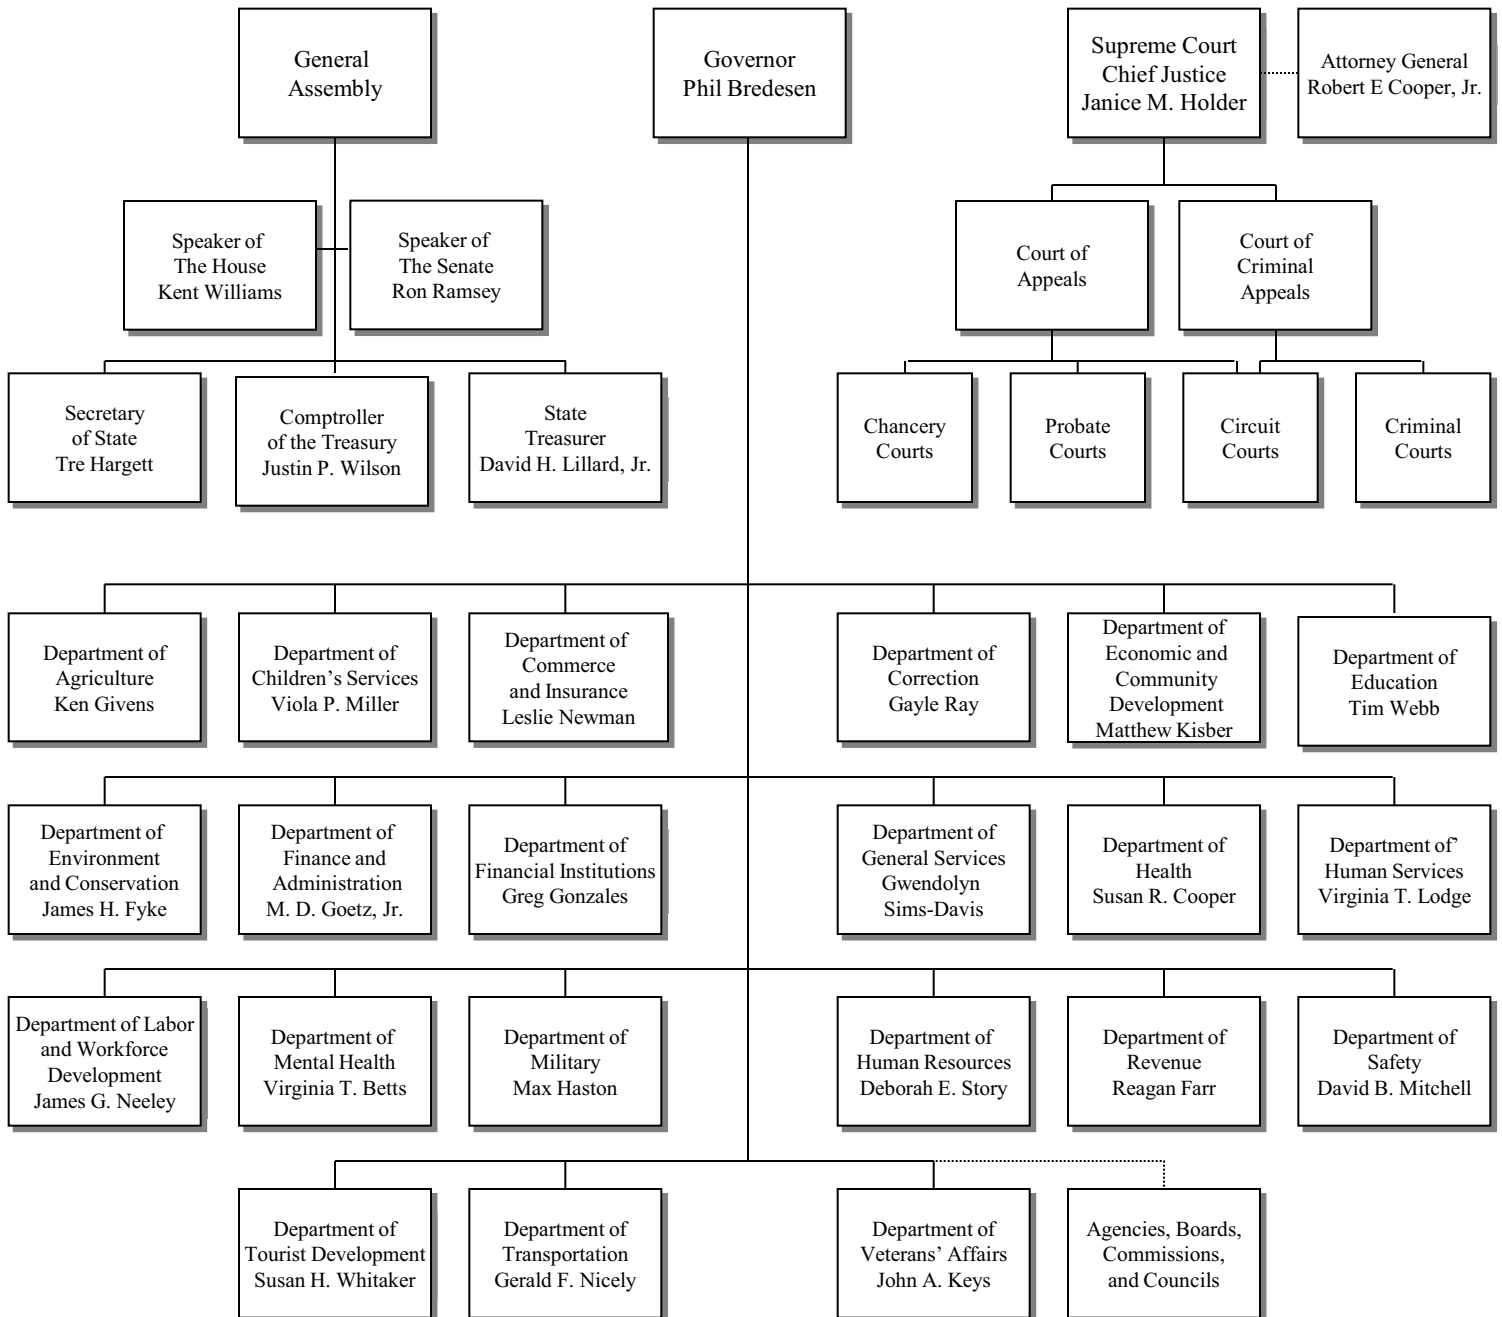 General
Assembly
Governor
Phil Bredesen
Supreme Court
Chief Justice
Janice M. Holder
Attorney General
Robert E Cooper, Jr.
Speaker of
The House
Kent Williams
Speaker of
The Senate
Ron Ramsey
Court of
Appeals
Court of
Criminal
Appeals
Secretary
of State
Tre Hargett
Comptroller
of the Treasury
Justin P. Wilson
State
Treasurer
David H. Lillard, Jr.
Chancery
Courts
Probate
Courts
Circuit
Courts
Criminal
Courts
Department of
Agriculture
Ken Givens
Department of
Children’s Services
Viola P. Miller
Department of
Commerce
and Insurance
Leslie Newman
Department of
Correction
Gayle Ray
Department of
Economic and
Community
Development
Matthew Kisber
Department of
Education
Tim Webb
Department of
Environment
and Conservation
James H. Fyke
Department of
Finance and
Administration
M. D. Goetz, Jr.
Department of
Financial Institutions
Greg Gonzales
Department of
General Services
Gwendolyn
Sims-Davis
Department of
Health
Susan R. Cooper
Department of’
Human Services
Virginia T. Lodge
Department of Labor
and Workforce
Development
James G. Neeley
Department of
Mental Health
Virginia T. Betts
Department of
Military
Max Haston
Department of
Human Resources
Deborah E. Story
Department of
Revenue
Reagan Farr
Department of
Safety
David B. Mitchell
Department of
Tourist Development
Susan H. Whitaker
Department of
Transportation
Gerald F. Nicely
Department of
Veterans’ Affairs
John A. Keys
Agencies, Boards,
Commissions,
and Councils